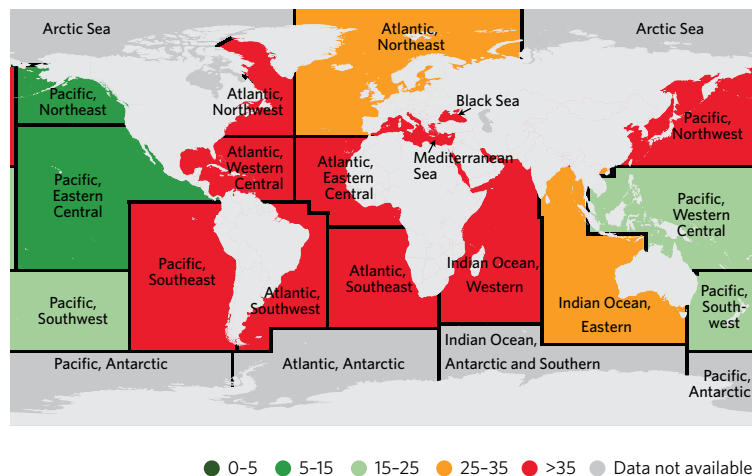 Arctic Sea
Atlantic,
Northeast
Arctic Sea
Pacific,
Northeast
Atlantic,
Northwest
Black Sea
Pacific,
Northwest
Mediterranean
Sea
Atlantic,
Western
Central
Atlantic,
Eastern
Central
Pacific,
Eastern
Central
Pacific,
Western
Central
Pacific,
Southeast
Atlantic,
Southwest
Atlantic,
Southeast
Indian Ocean,
Western
Indian Ocean,
Eastern
Pacific,
Southwest
Pacific,
South-
west
Pacific, Antarctic
Atlantic, Antarctic
Indian Ocean,
Antarctic and Southern
Pacific,
Antarctic
0–5 5–15 15–25 25–35 >35 Data not available